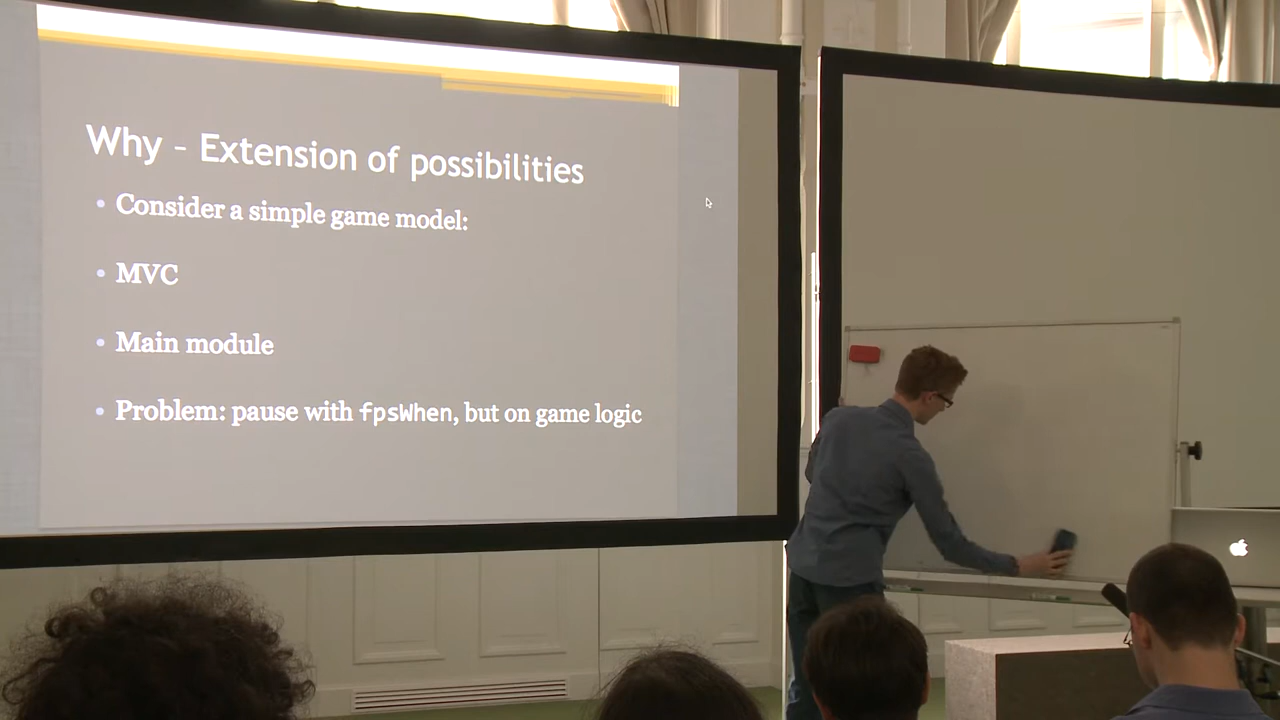 Why – Extension of possibilities
• Consider a simple game model:
• MVC
• Main module
• Problem: pause with fpsWhen, but on game logic